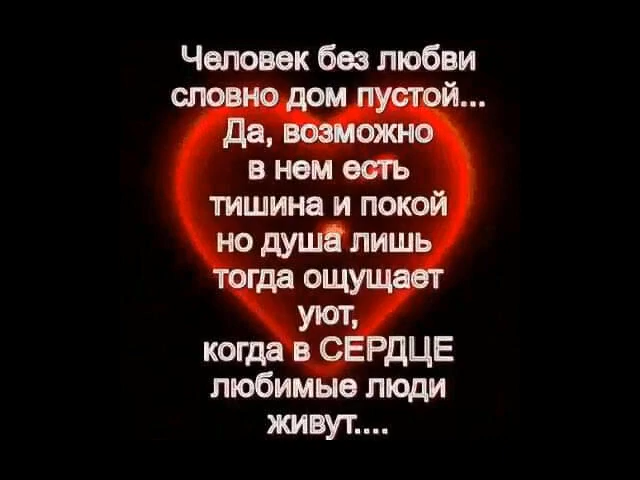 Человек без любви
словно дом пустой...
Да, возможно
в нем есть
тишина и покой
но душа лишь
тогда ощущает
уют,
когда в СЕРДЦЕ
любимые люди
живут....